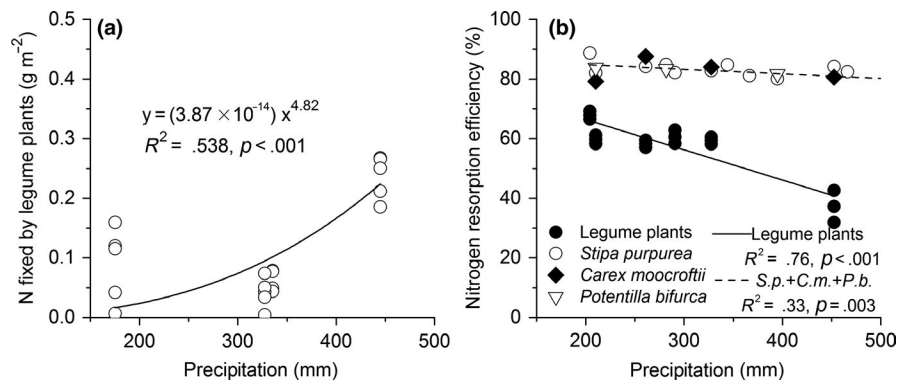 (a)
N fixed by legume plants (g m⁻²)
0.5
0.4
0.3
0.2
0.1
0.0
y = (3.87 × 10⁻¹⁴) x⁴·⁸²
R² = .538, p < .001
200
300
400
500
Precipitation (mm)
(b)
Nitrogen resorption efficiency (%)
100
80
60
40
20
0
Legume plants
Stipa purpurea
Carex moocroftii
Potentilla bifurca
Legume plants
R² = .76, p < .001
S.p.+C.m.+P.b.
R² = .33, p = .003
200
300
400
500
Precipitation (mm)